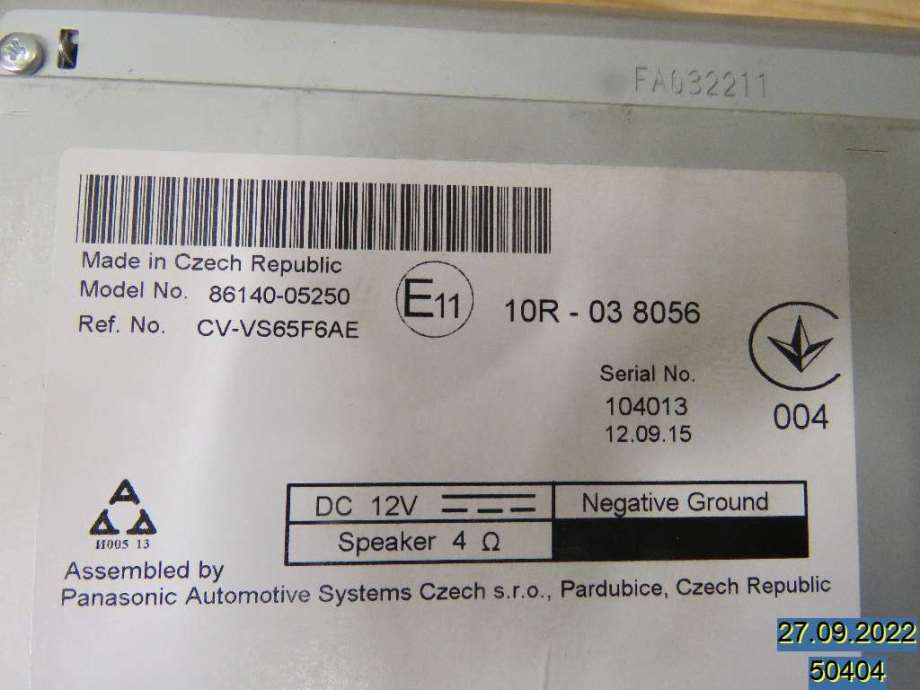 FA032211
Made in Czech Republic
Model No. 86140-05250
Ref. No. CV-VS65F6AE
E11
10R - 03 8056
Serial No.
104013
12.09.15
004
DC 12V
Negative Ground
Speaker 4 Ω
И005 13
Assembled by
Panasonic Automotive Systems Czech s.r.o., Pardubice, Czech Republic
27.09.2022
50404